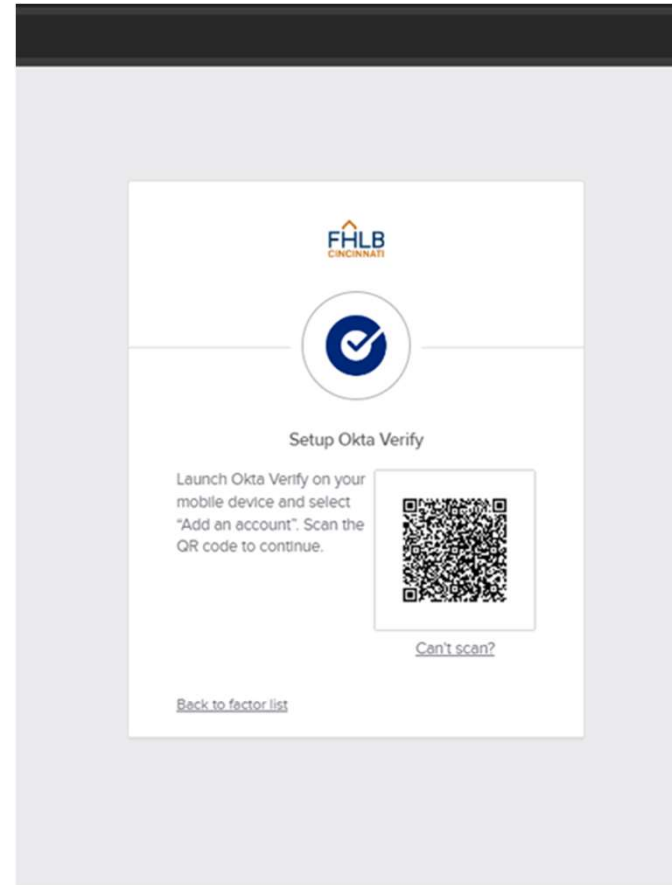 FHLB
CINCINNATI
Setup Okta Verify
Launch Okta Verify on your
mobile device and select
“Add an account”. Scan the
QR code to continue.
Can't scan?
Back to factor list